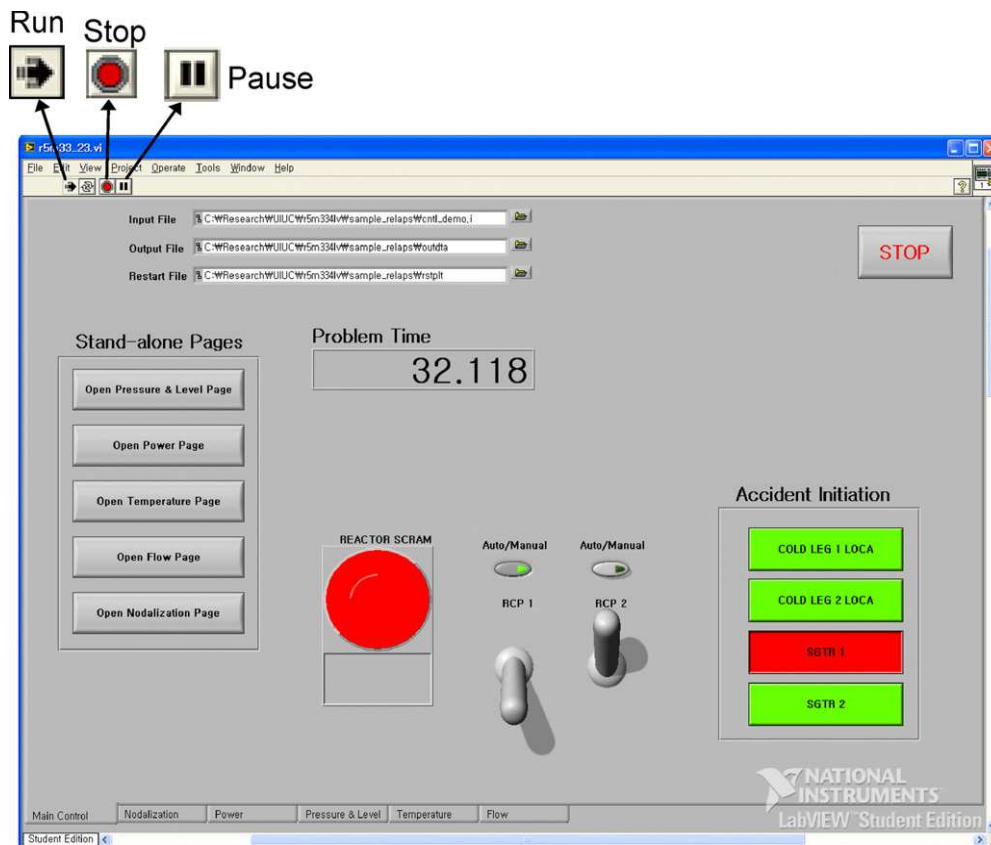 Run
Stop
Pause
r5m33_23.vi
File Edit View Project Operate Tools Window Help
Input File C:₩Research₩UIUC₩r5m334lv₩sample_relaps₩cntl_demo.i
Output File C:₩Research₩UIUC₩r5m334lv₩sample_relaps₩outdta
Restart File C:₩Research₩UIUC₩r5m334lv₩sample_relaps₩rstplt
STOP
Stand-alone Pages
Open Pressure & Level Page
Open Power Page
Open Temperature Page
Open Flow Page
Open Nodalization Page
Problem Time
32.118
REACTOR SCRAM
Auto/Manual
RCP 1
Auto/Manual
RCP 2
Accident Initiation
COLD LEG 1 LOCA
COLD LEG 2 LOCA
SGTR 1
SGTR 2
NATIONAL
INSTRUMENTS
LabVIEW™ Student Edition
Main Control Nodalization Power Pressure & Level Temperature Flow
Student Edition